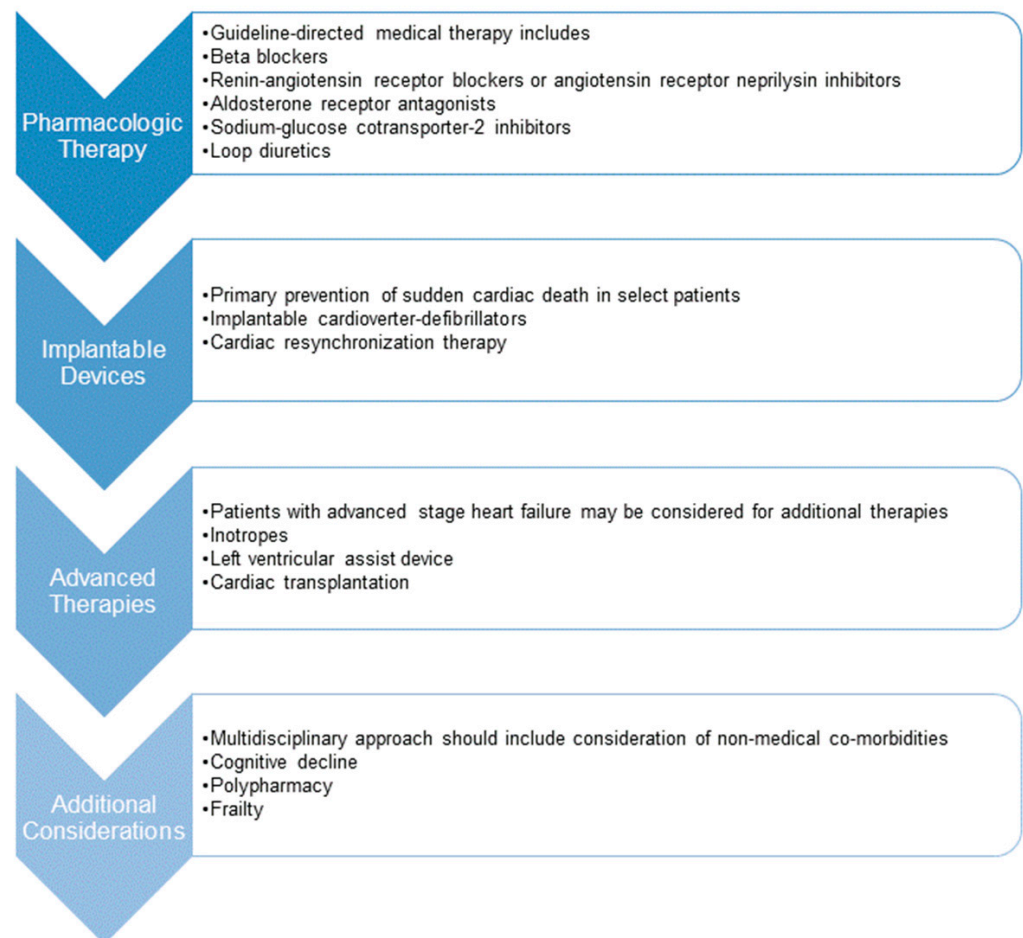 Pharmacologic
Therapy
•Guideline-directed medical therapy includes
•Beta blockers
•Renin-angiotensin receptor blockers or angiotensin receptor neprilysin inhibitors
•Aldosterone receptor antagonists
•Sodium-glucose cotransporter-2 inhibitors
•Loop diuretics
Implantable
Devices
•Primary prevention of sudden cardiac death in select patients
•Implantable cardioverter-defibrillators
•Cardiac resynchronization therapy
Advanced
Therapies
•Patients with advanced stage heart failure may be considered for additional therapies
•Inotropes
•Left ventricular assist device
•Cardiac transplantation
Additional
Considerations
•Multidisciplinary approach should include consideration of non-medical co-morbidities
•Cognitive decline
•Polypharmacy
•Frailty